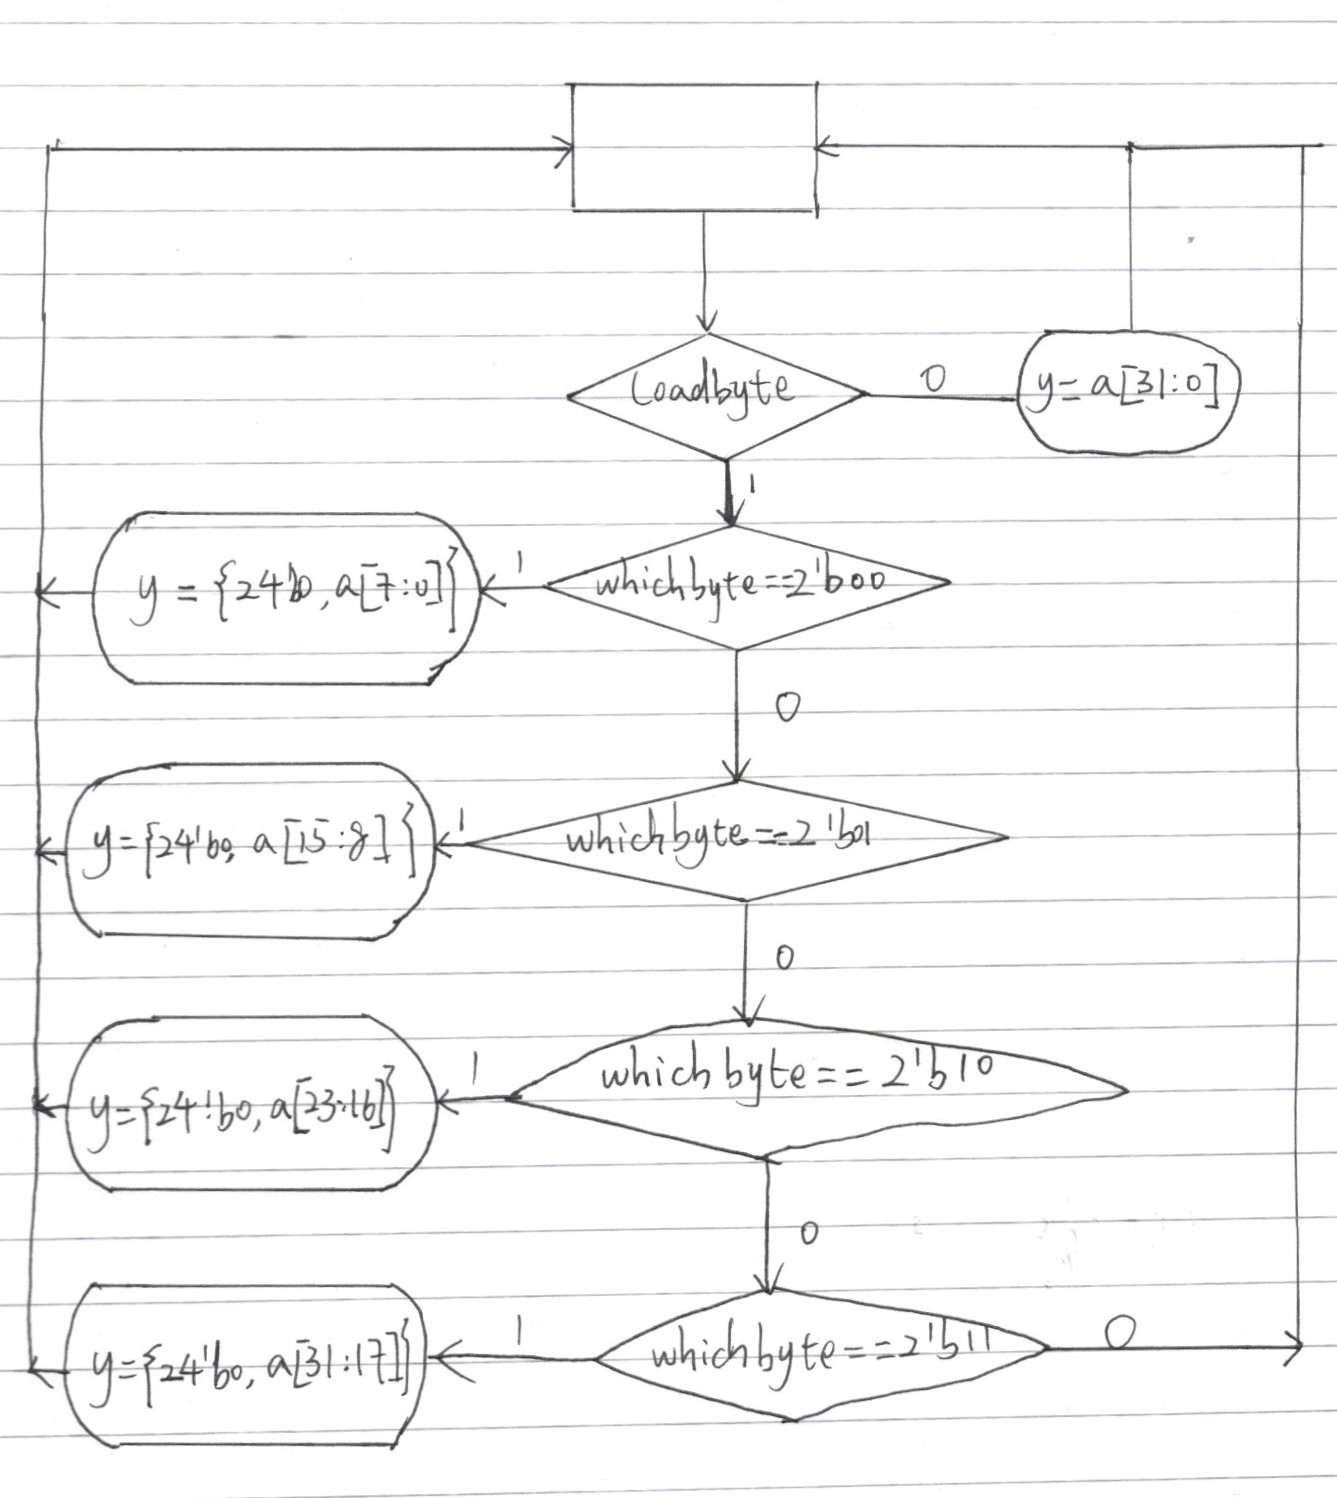 Loadbyte
0
y= a[31:0]
1
whichbyte==2'b00
1
y = {24'b0, a[7:0]}
0
whichbyte==2'b01
1
y={24'b0, a[15:8]}
0
whichbyte== 2'b10
1
y={24'b0, a[23:16]}
0
whichbyte==2'b11
1
y={24'b0, a[31:17]}
0